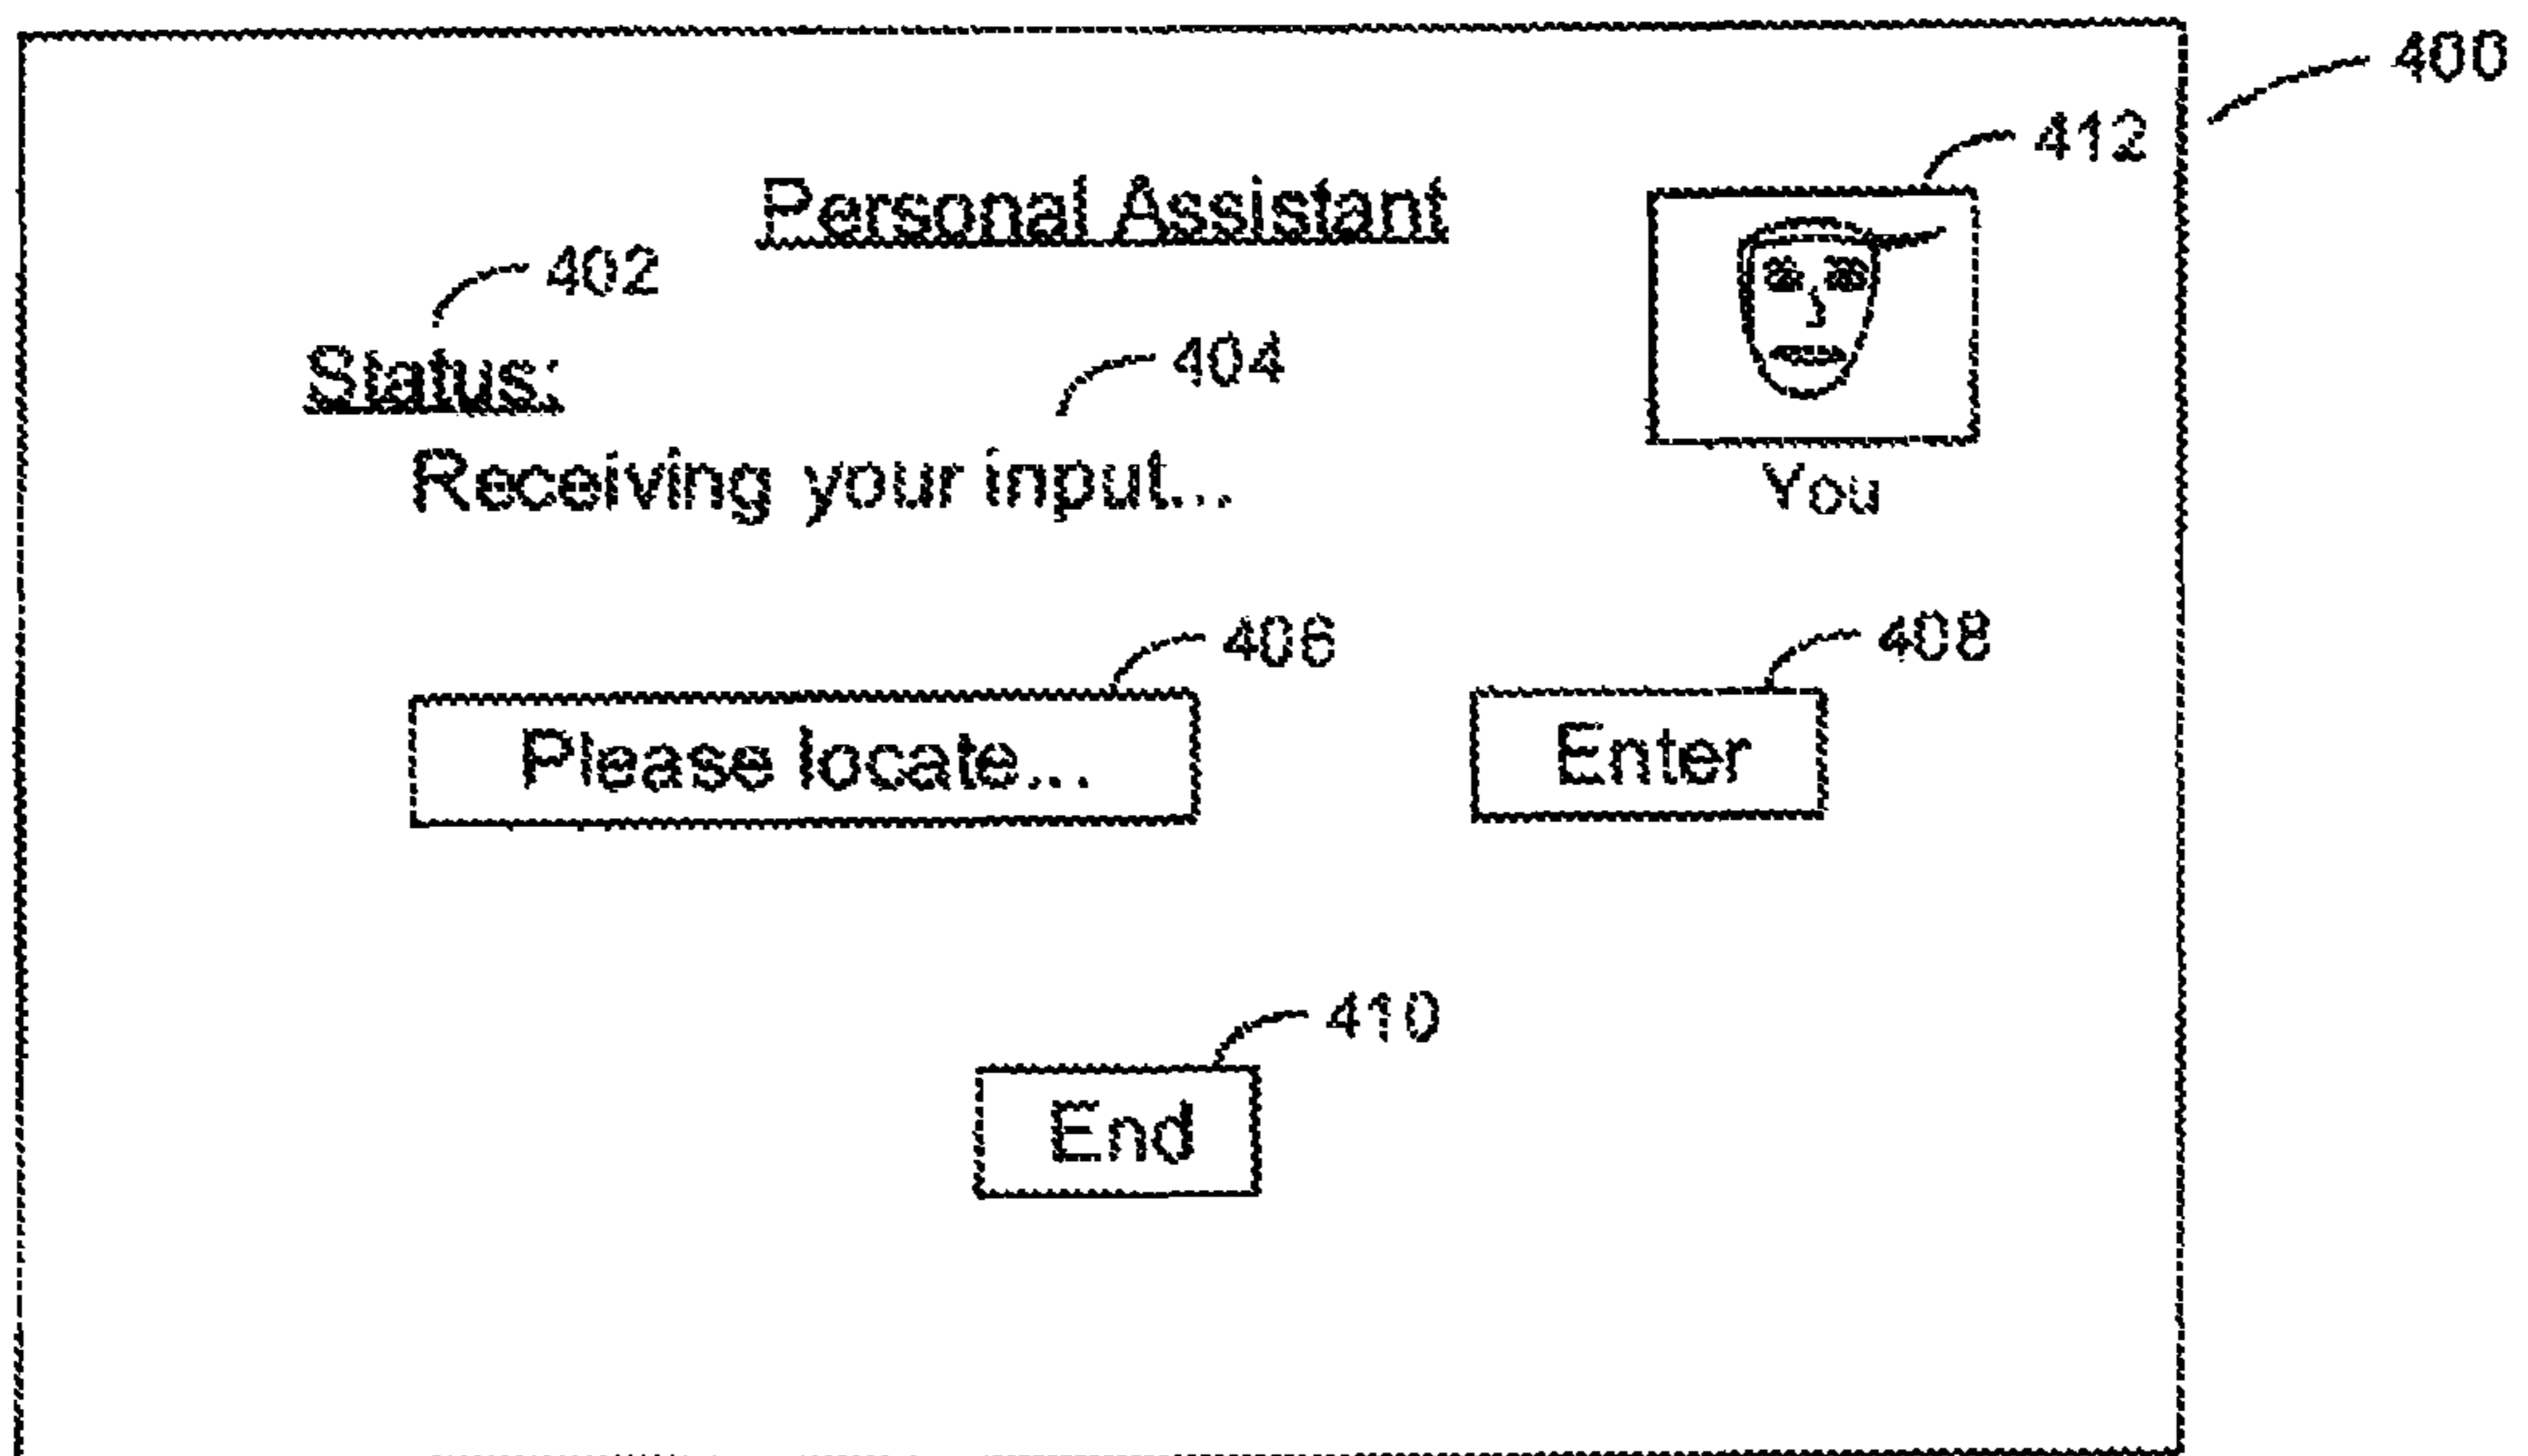 400
412
Personal Assistant
402
Status:
404
Receiving your input...
You
406
408
Please locate...
Enter
410
End